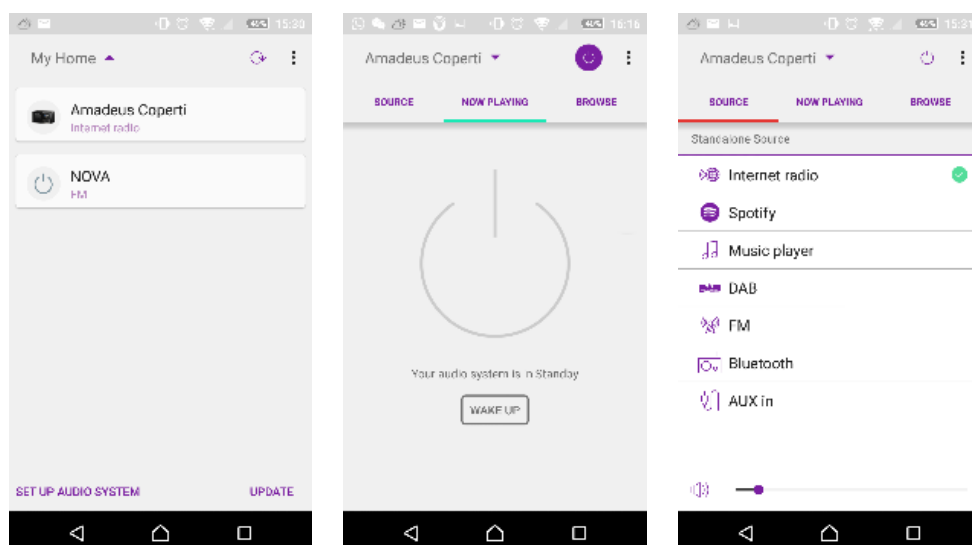 15:30
My Home
Amadeus Coperti
Internet radio
NOVA
FM
SET UP AUDIO SYSTEM
UPDATE
16:16
Amadeus Coperti
SOURCE
NOW PLAYING
BROWSE
Your audio system is in Standby
WAKE UP
15:31
Amadeus Coperti
SOURCE
NOW PLAYING
BROWSE
Standalone Source
Internet radio
Spotify
Music player
DAB
FM
Bluetooth
AUX in